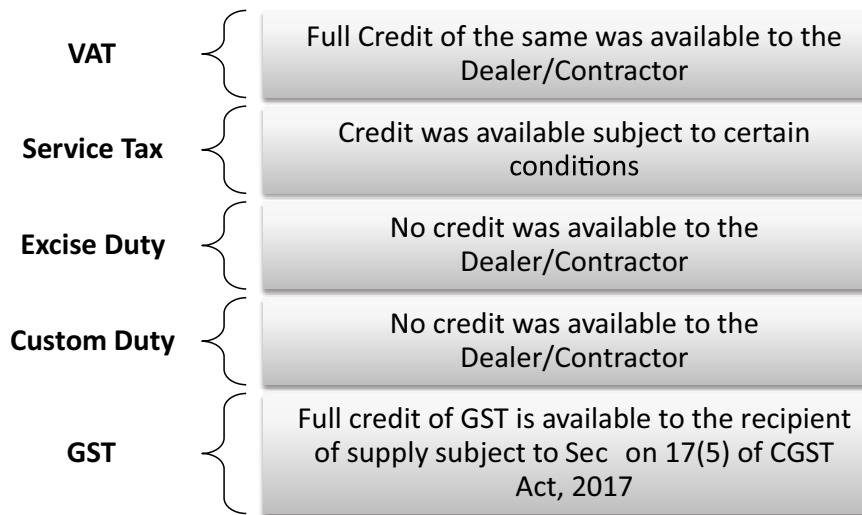 VAT
Full Credit of the same was available to the
Dealer/Contractor
Service Tax
Credit was available subject to certain
conditions
Excise Duty
No credit was available to the
Dealer/Contractor
Custom Duty
No credit was available to the
Dealer/Contractor
GST
Full credit of GST is available to the recipient
of supply subject to Sec on 17(5) of CGST
Act, 2017